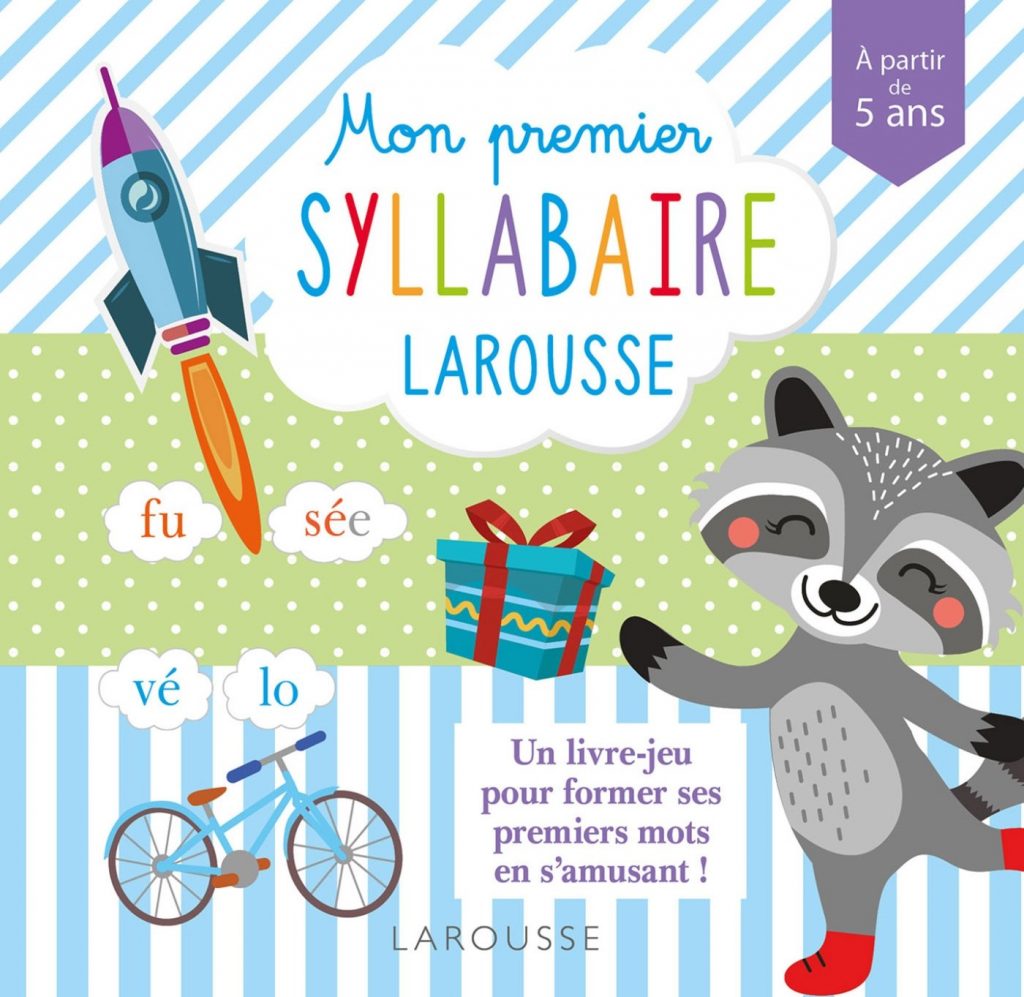 À partir
de
5 ans
Mon premier
SYLLABAIRE
LAROUSSE
fu sée
vé lo
Un livre-jeu
pour former ses
premiers mots
en s'amusant !
LAROUSSE